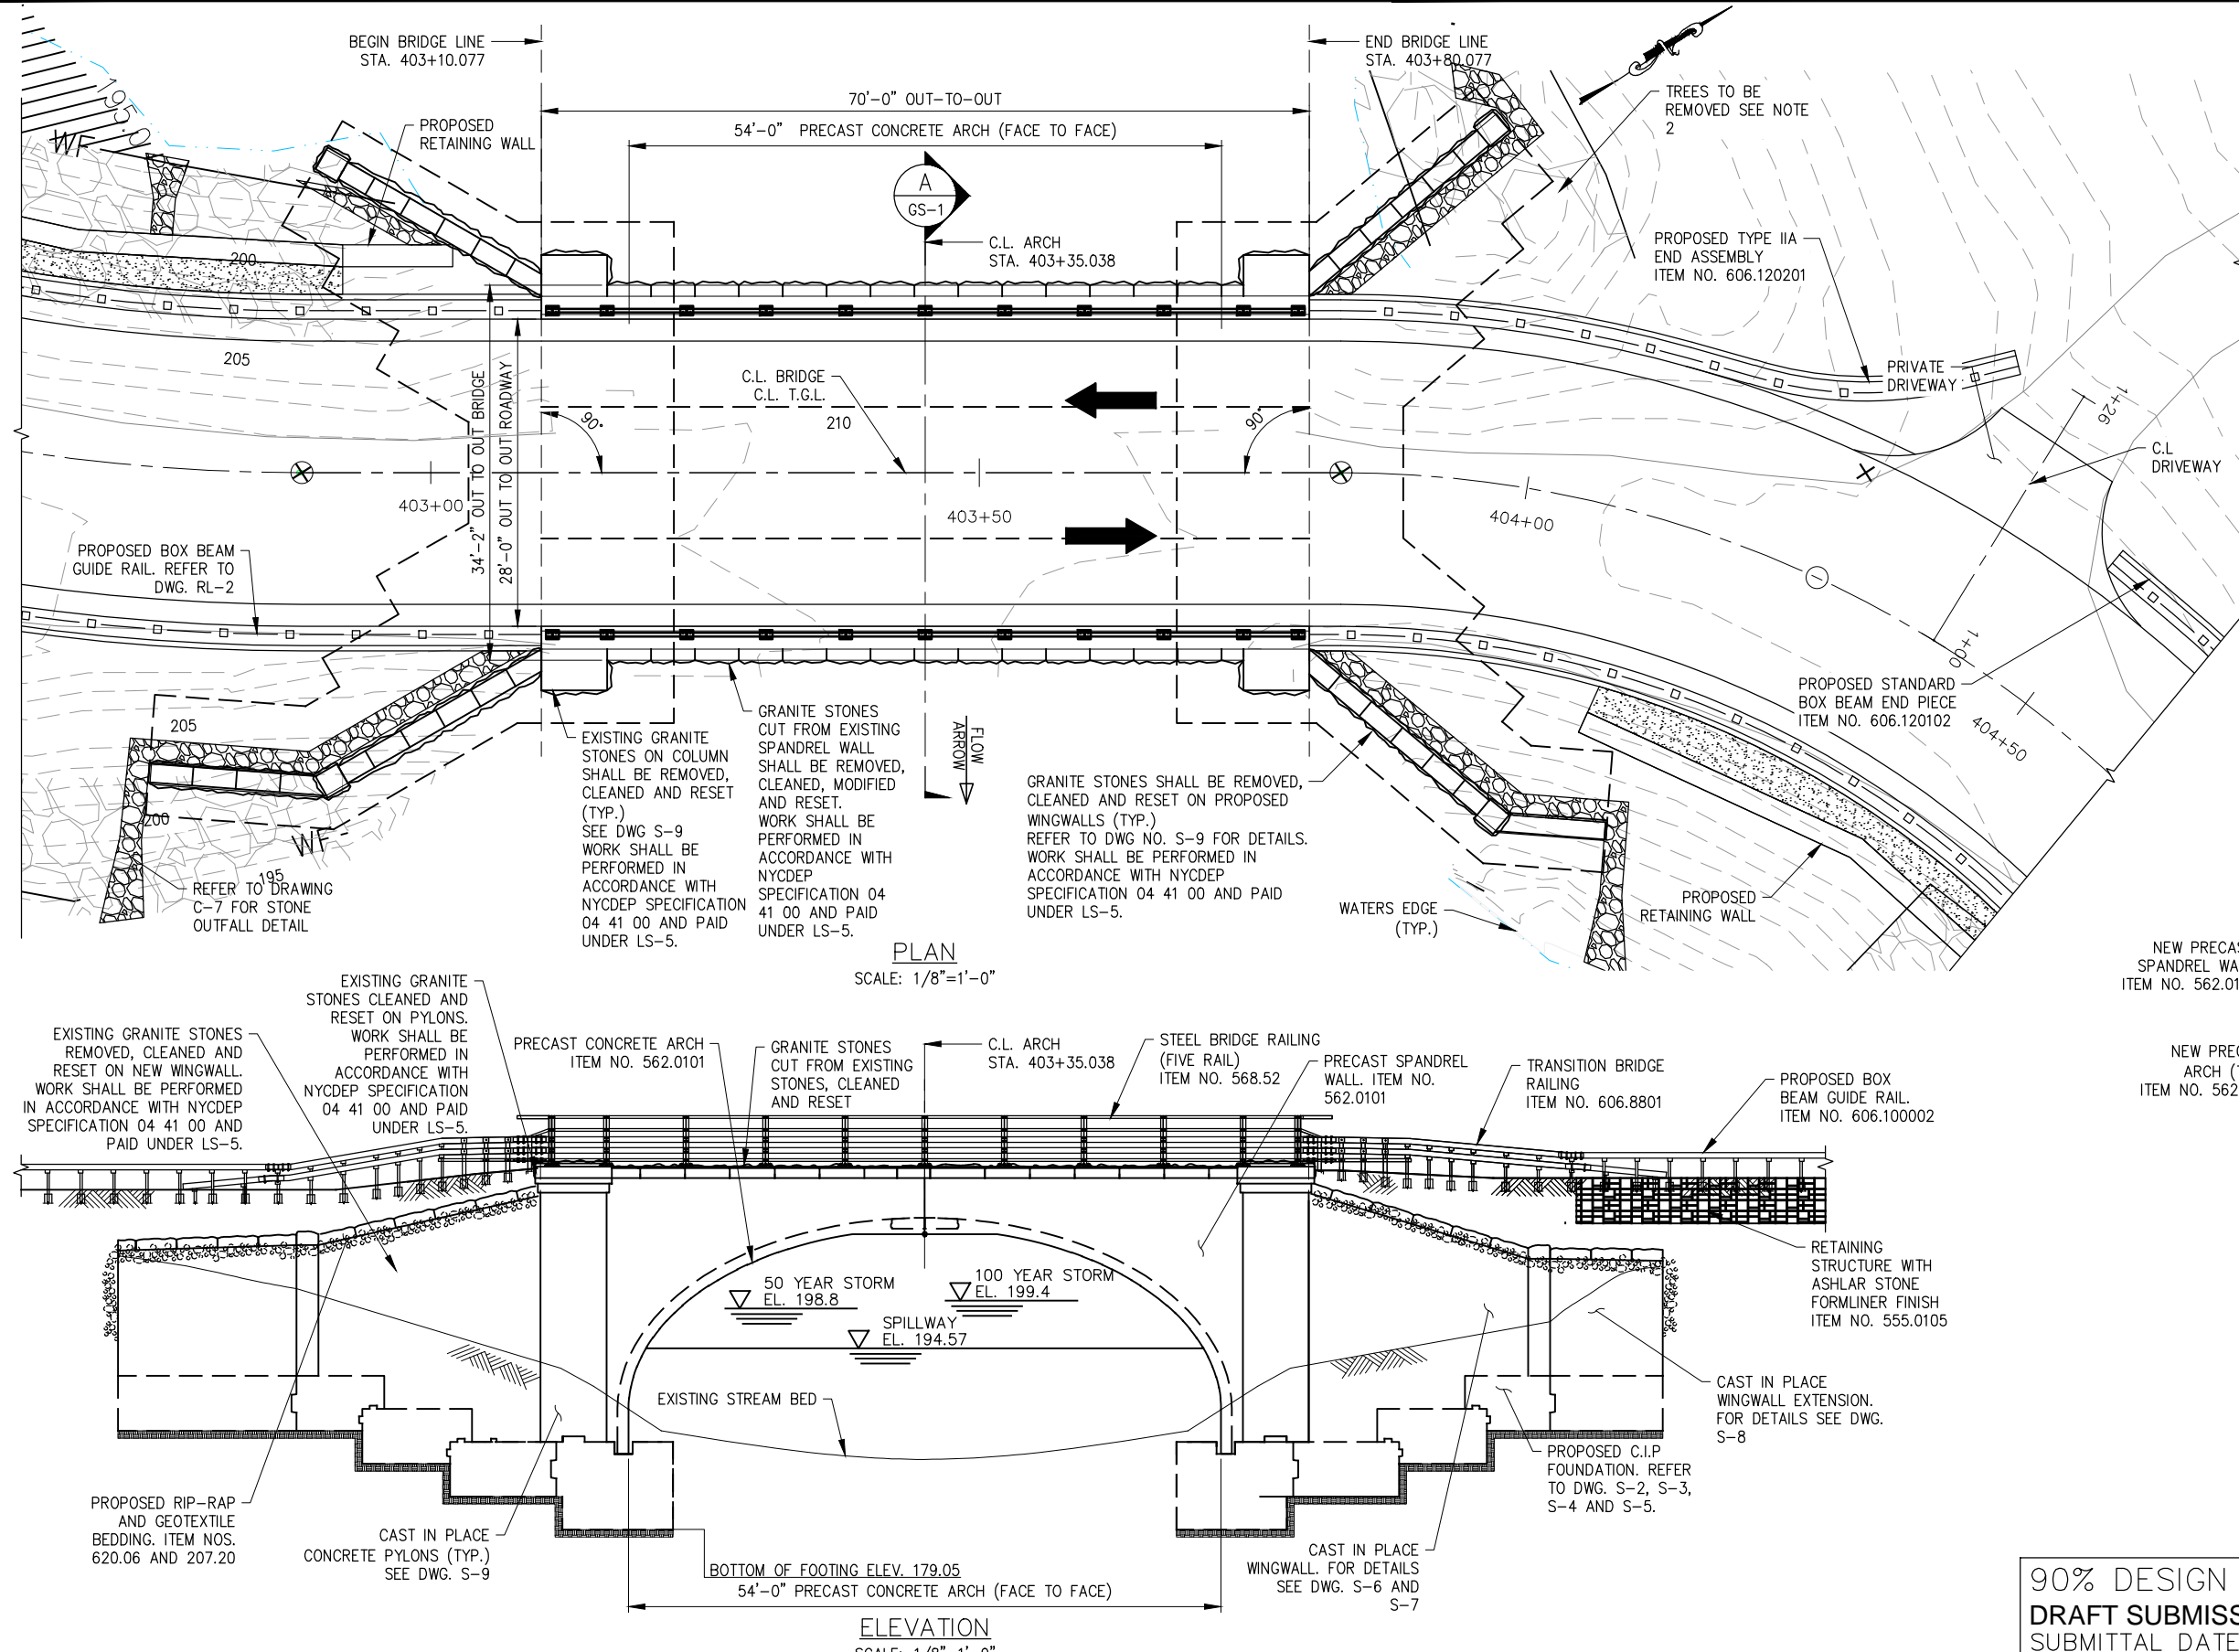 BEGIN BRIDGE LINE
STA. 403+10.077
END BRIDGE LINE
STA. 403+80.077
70'-0" OUT-TO-OUT
54'-0" PRECAST CONCRETE ARCH (FACE TO FACE)
TREES TO BE
REMOVED SEE NOTE
2
195.0
WF
PROPOSED
RETAINING WALL
A
GS-1
C.L. ARCH
STA. 403+35.038
PROPOSED TYPE IIA
END ASSEMBLY
ITEM NO. 606.120201
200
205
34'-2" OUT TO OUT BRIDGE
28'-0" OUT TO OUT ROADWAY
C.L. BRIDGE
C.L. T.G.L.
210
90°
90°
PRIVATE
DRIVEWAY
1+26
C.L
DRIVEWAY
403+00
403+50
404+00
PROPOSED BOX BEAM
GUIDE RAIL. REFER TO
DWG. RL-2
1+00
PROPOSED STANDARD
BOX BEAM END PIECE
ITEM NO. 606.120102
404+50
205
200
WF
195
REFER TO DRAWING
C-7 FOR STONE
OUTFALL DETAIL
EXISTING GRANITE
STONES ON COLUMN
SHALL BE REMOVED,
CLEANED AND RESET
(TYP.)
SEE DWG S-9
WORK SHALL BE
PERFORMED IN
ACCORDANCE WITH
NYCDEP SPECIFICATION
04 41 00 AND PAID
UNDER LS-5.
GRANITE STONES
CUT FROM EXISTING
SPANDREL WALL
SHALL BE REMOVED,
CLEANED, MODIFIED
AND RESET.
WORK SHALL BE
PERFORMED IN
ACCORDANCE WITH
NYCDEP
SPECIFICATION 04
41 00 AND PAID
UNDER LS-5.
FLOW
ARROW
GRANITE STONES SHALL BE REMOVED,
CLEANED AND RESET ON PROPOSED
WINGWALLS (TYP.)
REFER TO DWG NO. S-9 FOR DETAILS.
WORK SHALL BE PERFORMED IN
ACCORDANCE WITH NYCDEP
SPECIFICATION 04 41 00 AND PAID
UNDER LS-5.
WATERS EDGE
(TYP.)
PROPOSED
RETAINING WALL
PLAN
SCALE: 1/8"=1'-0"
NEW PRECAS
SPANDREL WA
ITEM NO. 562.01
NEW PREC
ARCH (T
ITEM NO. 562
EXISTING GRANITE STONES
REMOVED, CLEANED AND
RESET ON NEW WINGWALL.
WORK SHALL BE PERFORMED
IN ACCORDANCE WITH NYCDEP
SPECIFICATION 04 41 00 AND
PAID UNDER LS-5.
EXISTING GRANITE
STONES CLEANED AND
RESET ON PYLONS.
WORK SHALL BE
PERFORMED IN
ACCORDANCE WITH
NYCDEP SPECIFICATION
04 41 00 AND PAID
UNDER LS-5.
PRECAST CONCRETE ARCH
ITEM NO. 562.0101
GRANITE STONES
CUT FROM EXISTING
STONES, CLEANED
AND RESET
C.L. ARCH
STA. 403+35.038
STEEL BRIDGE RAILING
(FIVE RAIL)
ITEM NO. 568.52
PRECAST SPANDREL
WALL. ITEM NO.
562.0101
TRANSITION BRIDGE
RAILING
ITEM NO. 606.8801
PROPOSED BOX
BEAM GUIDE RAIL.
ITEM NO. 606.100002
50 YEAR STORM
EL. 198.8
100 YEAR STORM
EL. 199.4
SPILLWAY
EL. 194.57
EXISTING STREAM BED
RETAINING
STRUCTURE WITH
ASHLAR STONE
FORMLINER FINISH
ITEM NO. 555.0105
CAST IN PLACE
WINGWALL EXTENSION.
FOR DETAILS SEE DWG.
S-8
PROPOSED C.I.P
FOUNDATION. REFER
TO DWG. S-2, S-3,
S-4 AND S-5.
PROPOSED RIP-RAP
AND GEOTEXTILE
BEDDING. ITEM NOS.
620.06 AND 207.20
CAST IN PLACE
CONCRETE PYLONS (TYP.)
SEE DWG. S-9
BOTTOM OF FOOTING ELEV. 179.05
54'-0" PRECAST CONCRETE ARCH (FACE TO FACE)
CAST IN PLACE
WINGWALL. FOR DETAILS
SEE DWG. S-6 AND
S-7
ELEVATION
SCALE: 1/8"=1'-0"
90% DESIGN
DRAFT SUBMISS
SUBMITTAL DATE